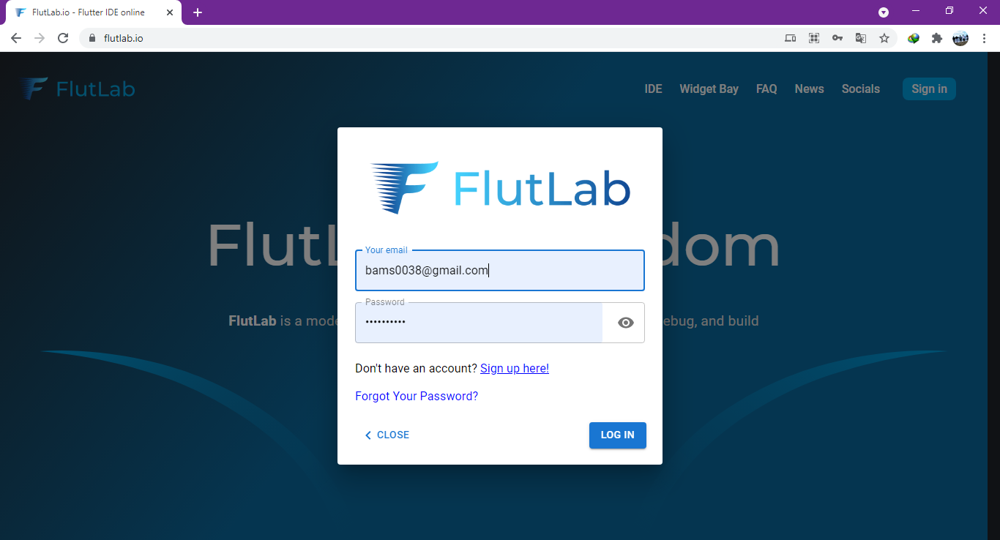 FlutLab.io - Flutter IDE online
flutlab.io
FlutLab
IDE Widget Bay FAQ News Socials Sign in
FlutLab
Your email
bams0038@gmail.com
Password
••••••••••
Don't have an account? Sign up here!
Forgot Your Password?
CLOSE LOG IN
FlutL dom
FlutLab is a mode ebug, and build